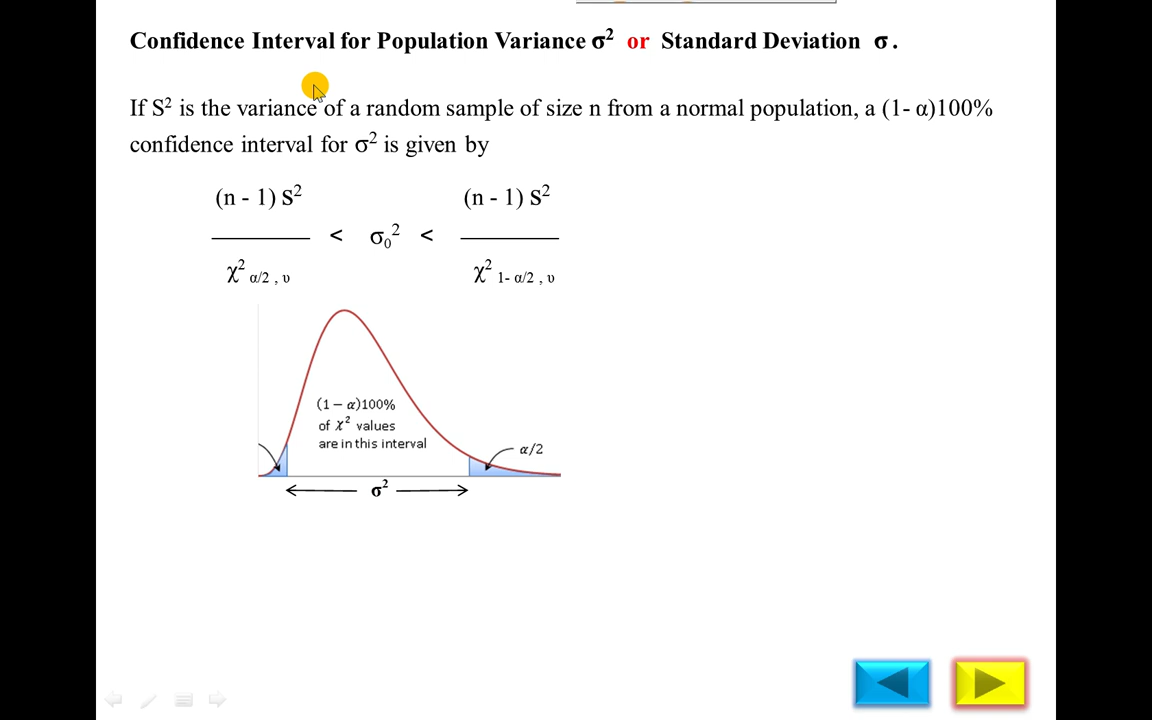 Confidence Interval for Population Variance σ² or Standard Deviation σ .
If S² is the variance of a random sample of size n from a normal population, a (1- α)100%
confidence interval for σ² is given by
(n - 1) S² (n - 1) S²
< σ₀² <
χ² α/2 , υ χ² 1- α/2 , υ
(1 − α)100%
of χ² values
are in this interval
α/2
σ²